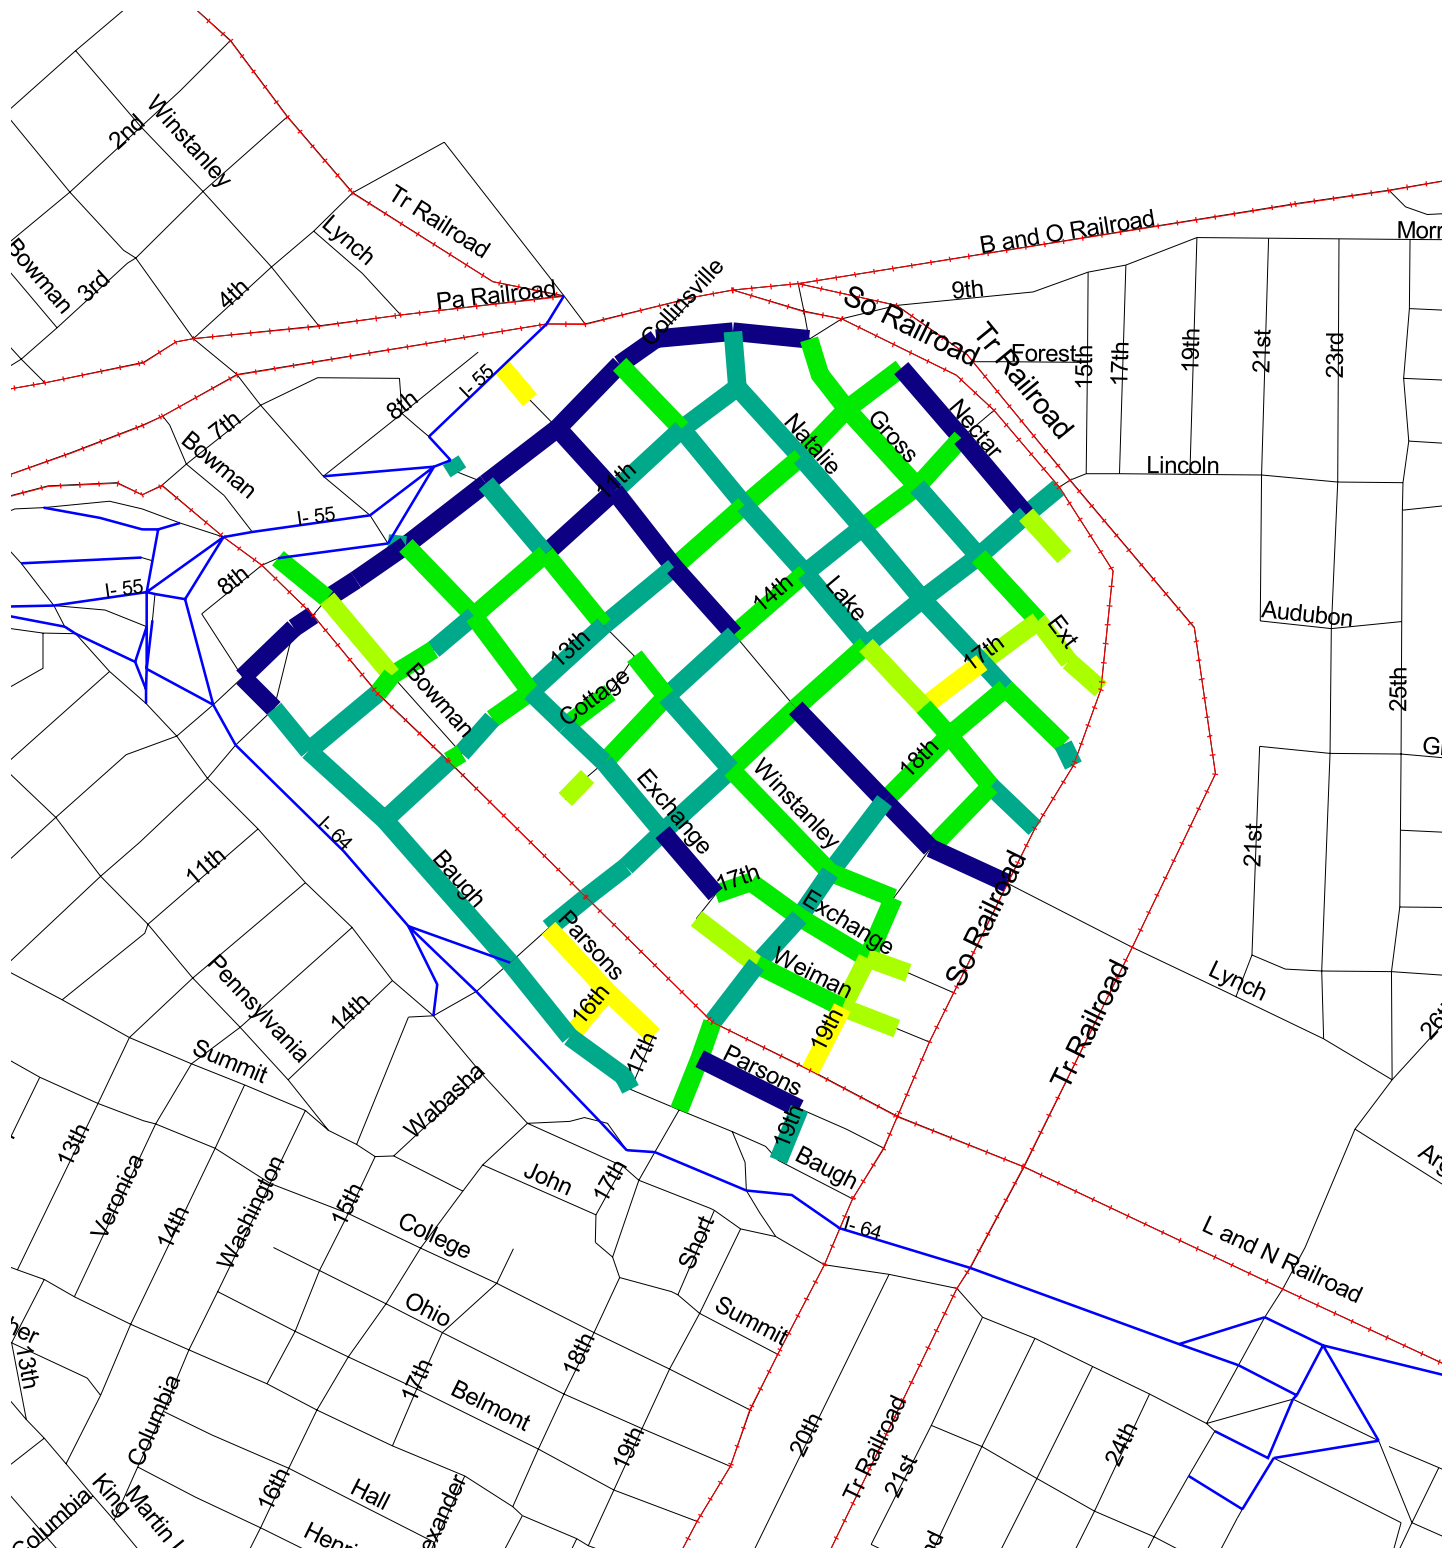 2nd
Winstanley
Tr Railroad
Lynch
Bowman
3rd
4th
Pa Railroad
Collinsville
B and O Railroad
9th
So Railroad
Tr Railroad
Forest
15th
17th
19th
21st
23rd
I- 55
8th
7th
Bowman
Natalie
Gross
Nectar
Lincoln
11th
I- 55
I- 55
8th
13th
14th
Lake
17th
Ext
Audubon
25th
Bowman
Cottage
Exchange
Winstanley
18th
21st
I- 64
Baugh
11th
17th
Exchange
Parsons
Weiman
So Railroad
Lynch
Pennsylvania
14th
16th
17th
19th
Parsons
Tr Railroad
Summit
Wabasha
19th
Baugh
13th
Veronica
14th
Washington
15th
John
17th
College
Short
I- 64
L and N Railroad
Ohio
Summit
13th
18th
17th
Belmont
Columbia
19th
20th
Tr Railroad
21st
24th
16th
Hall
Columbia
King